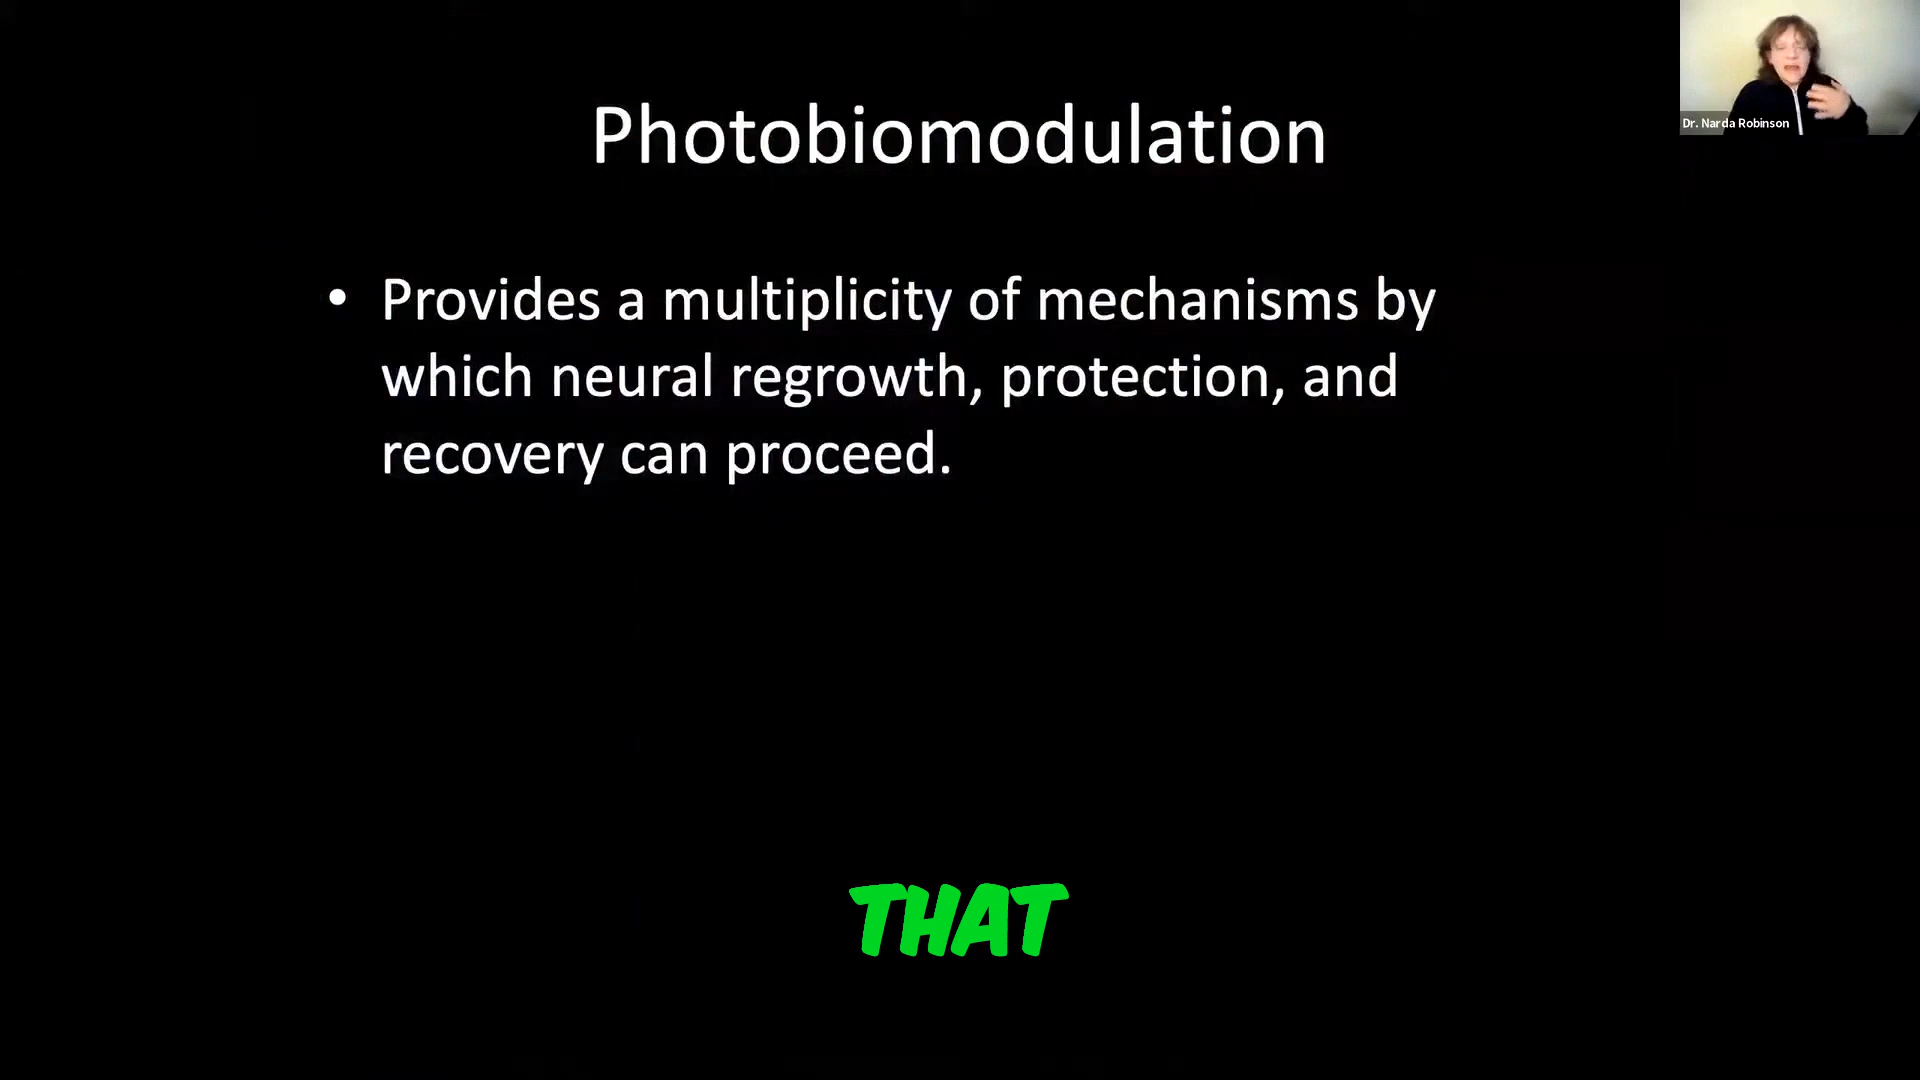 Photobiomodulation
Dr. Narda Robinson
• Provides a multiplicity of mechanisms by
which neural regrowth, protection, and
recovery can proceed.
THAT